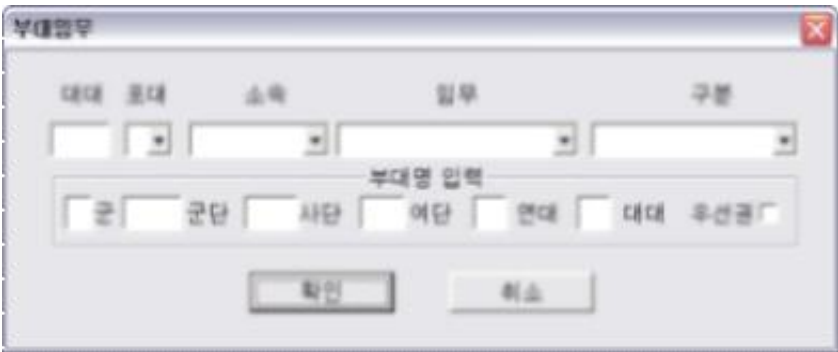 부대임무
대대 포대 소속 임무 구분
부대명 입력
군 군단 사단 여단 연대 대대 우선권
확인 취소